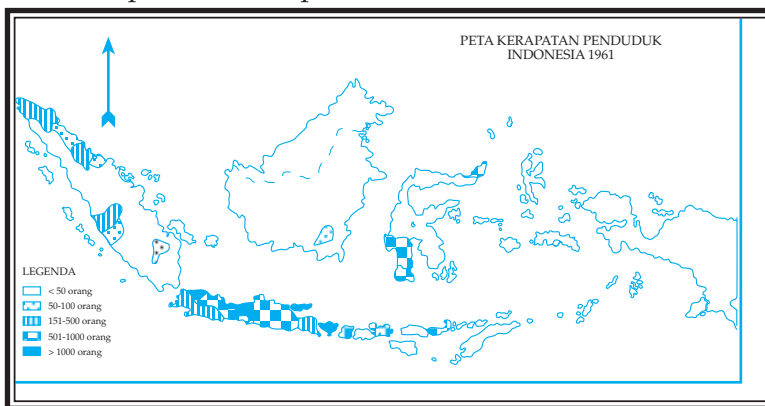 PETA KERAPATAN PENDUDUK
INDONESIA 1961
LEGENDA
< 50 orang
50-100 orang
151-500 orang
501-1000 orang
> 1000 orang